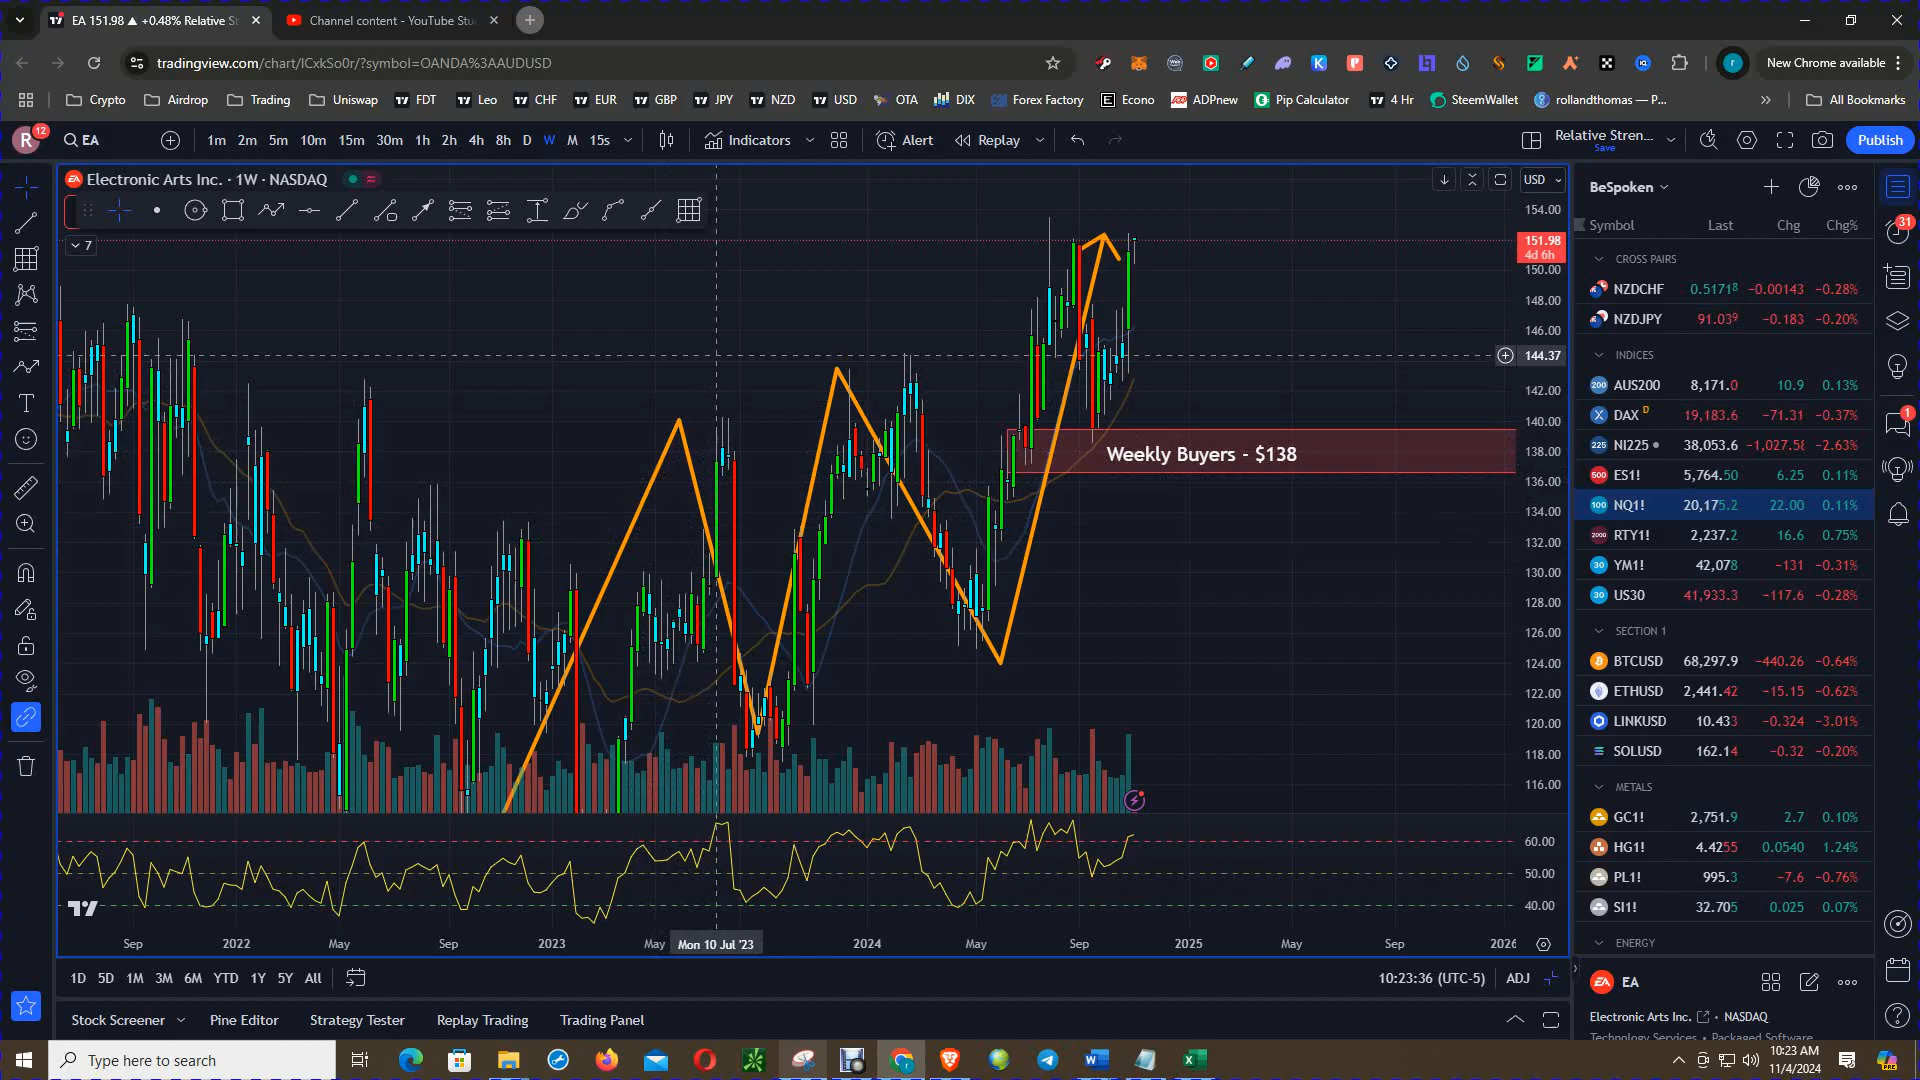 EA 151.98 ▲ +0.48% Relative St
Channel content - YouTube Stu
tradingview.com/chart/ICxkSo0r/?symbol=OANDA%3AAUDUSD
New Chrome available
Crypto Airdrop Trading Uniswap FDT Leo CHF EUR GBP JPY NZD USD OTA DIX Forex Factory Econo ADPnew Pip Calculator 4 Hr SteemWallet rollandthomas — P... All Bookmarks
R 12 EA 1m 2m 5m 10m 15m 30m 1h 2h 4h 8h D W M 15s Indicators Alert Replay Relative Stren... Save Publish
Electronic Arts Inc. · 1W · NASDAQ
USD
7
154.00
151.98
4d 6h
150.00
148.00
146.00
144.37
142.00
140.00
138.00
136.00
134.00
132.00
130.00
128.00
126.00
124.00
122.00
120.00
118.00
116.00
60.00
50.00
40.00
Weekly Buyers - $138
Sep 2022 May Sep 2023 May Mon 10 Jul '23 2024 May Sep 2025 May Sep 2026
1D 5D 1M 3M 6M YTD 1Y 5Y All 10:23:36 (UTC-5) ADJ
Stock Screener Pine Editor Strategy Tester Replay Trading Trading Panel
BeSpoken
Symbol Last Chg Chg%
CROSS PAIRS
NZDCHF 0.51718 −0.00143 −0.28%
NZDJPY 91.039 −0.183 −0.20%
INDICES
AUS200 8,171.0 10.9 0.13%
DAX D 19,183.6 −71.31 −0.37%
NI225 38,053.6 −1,027.58 −2.63%
ES1! 5,764.50 6.25 0.11%
NQ1! 20,175.2 22.00 0.11%
RTY1! 2,237.2 16.6 0.75%
YM1! 42,078 −131 −0.31%
US30 41,933.3 −117.6 −0.28%
SECTION 1
BTCUSD 68,297.9 −440.26 −0.64%
ETHUSD 2,441.42 −15.15 −0.62%
LINKUSD 10.433 −0.324 −3.01%
SOLUSD 162.14 −0.32 −0.20%
METALS
GC1! 2,751.9 2.7 0.10%
HG1! 4.4255 0.0540 1.24%
PL1! 995.3 −7.6 −0.76%
SI1! 32.705 0.025 0.07%
ENERGY
EA
Electronic Arts Inc. • NASDAQ
Technology Services • Packaged Software
31
1
Type here to search
10:23 AM
11/4/2024